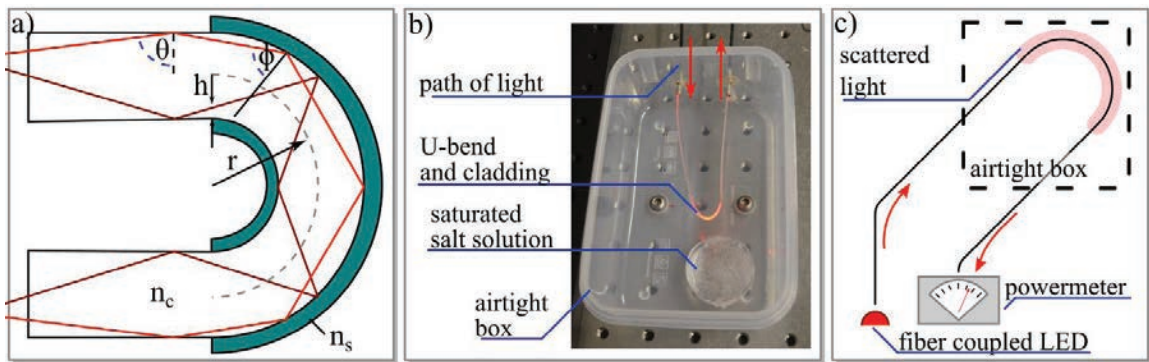 a)
θ
ϕ
h
r
n_c
n_s
b)
path of light
U-bend
and cladding
saturated
salt solution
airtight
box
c)
scattered
light
airtight box
powermeter
fiber coupled LED